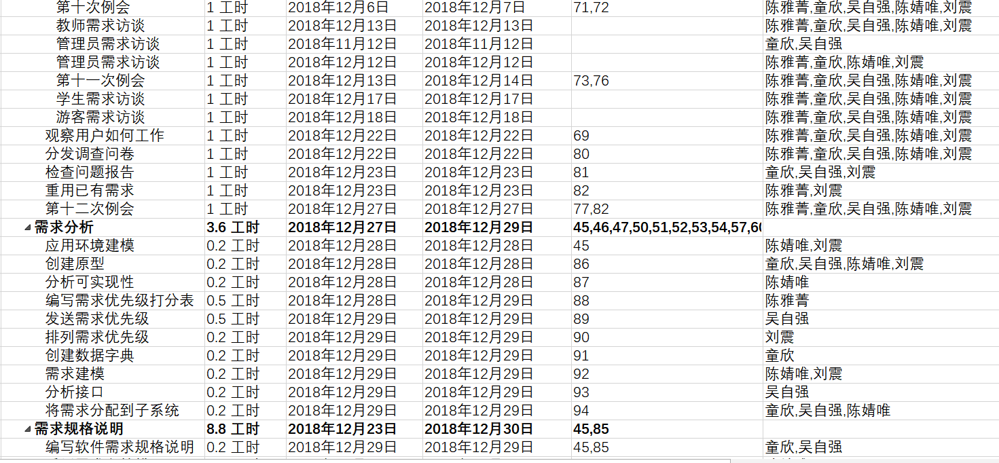 第十次例会 1 工时 2018年12月6日 2018年12月7日 71,72 陈雅菁,童欣,吴自强,陈婧唯,刘震
教师需求访谈 1 工时 2018年12月13日 2018年12月13日 陈雅菁,童欣,吴自强,陈婧唯,刘震
管理员需求访谈 1 工时 2018年11月12日 2018年11月12日 童欣,吴自强
管理员需求访谈 1 工时 2018年12月12日 2018年12月12日 陈雅菁,童欣,陈婧唯,刘震
第十一次例会 1 工时 2018年12月13日 2018年12月14日 73,76 陈雅菁,童欣,吴自强,陈婧唯,刘震
学生需求访谈 1 工时 2018年12月17日 2018年12月17日 陈雅菁,童欣,吴自强,陈婧唯,刘震
游客需求访谈 1 工时 2018年12月18日 2018年12月18日 陈雅菁,童欣,吴自强,陈婧唯,刘震
观察用户如何工作 1 工时 2018年12月22日 2018年12月22日 69 陈雅菁,童欣,吴自强,陈婧唯,刘震
分发调查问卷 1 工时 2018年12月22日 2018年12月22日 80 陈雅菁,童欣,吴自强,陈婧唯,刘震
检查问题报告 1 工时 2018年12月23日 2018年12月23日 81 童欣,吴自强,刘震
重用已有需求 1 工时 2018年12月23日 2018年12月23日 82 陈雅菁,刘震
第十二次例会 1 工时 2018年12月27日 2018年12月27日 77,82 陈雅菁,童欣,吴自强,陈婧唯,刘震
需求分析 3.6 工时 2018年12月27日 2018年12月29日 45,46,47,50,51,52,53,54,57,60
应用环境建模 0.2 工时 2018年12月28日 2018年12月28日 45 陈婧唯,刘震
创建原型 0.2 工时 2018年12月28日 2018年12月28日 86 童欣,吴自强,陈婧唯,刘震
分析可实现性 0.2 工时 2018年12月28日 2018年12月28日 87 陈婧唯
编写需求优先级打分表 0.5 工时 2018年12月28日 2018年12月29日 88 陈雅菁
发送需求优先级 0.5 工时 2018年12月29日 2018年12月29日 89 吴自强
排列需求优先级 0.2 工时 2018年12月29日 2018年12月29日 90 刘震
创建数据字典 0.2 工时 2018年12月29日 2018年12月29日 91 童欣
需求建模 0.2 工时 2018年12月29日 2018年12月29日 92 陈婧唯,刘震
分析接口 0.2 工时 2018年12月29日 2018年12月29日 93 吴自强
将需求分配到子系统 0.2 工时 2018年12月29日 2018年12月29日 94 童欣,吴自强,陈婧唯
需求规格说明 8.8 工时 2018年12月23日 2018年12月30日 45,85
编写软件需求规格说明 0.2 工时 2018年12月29日 2018年12月29日 45,85 童欣,吴自强